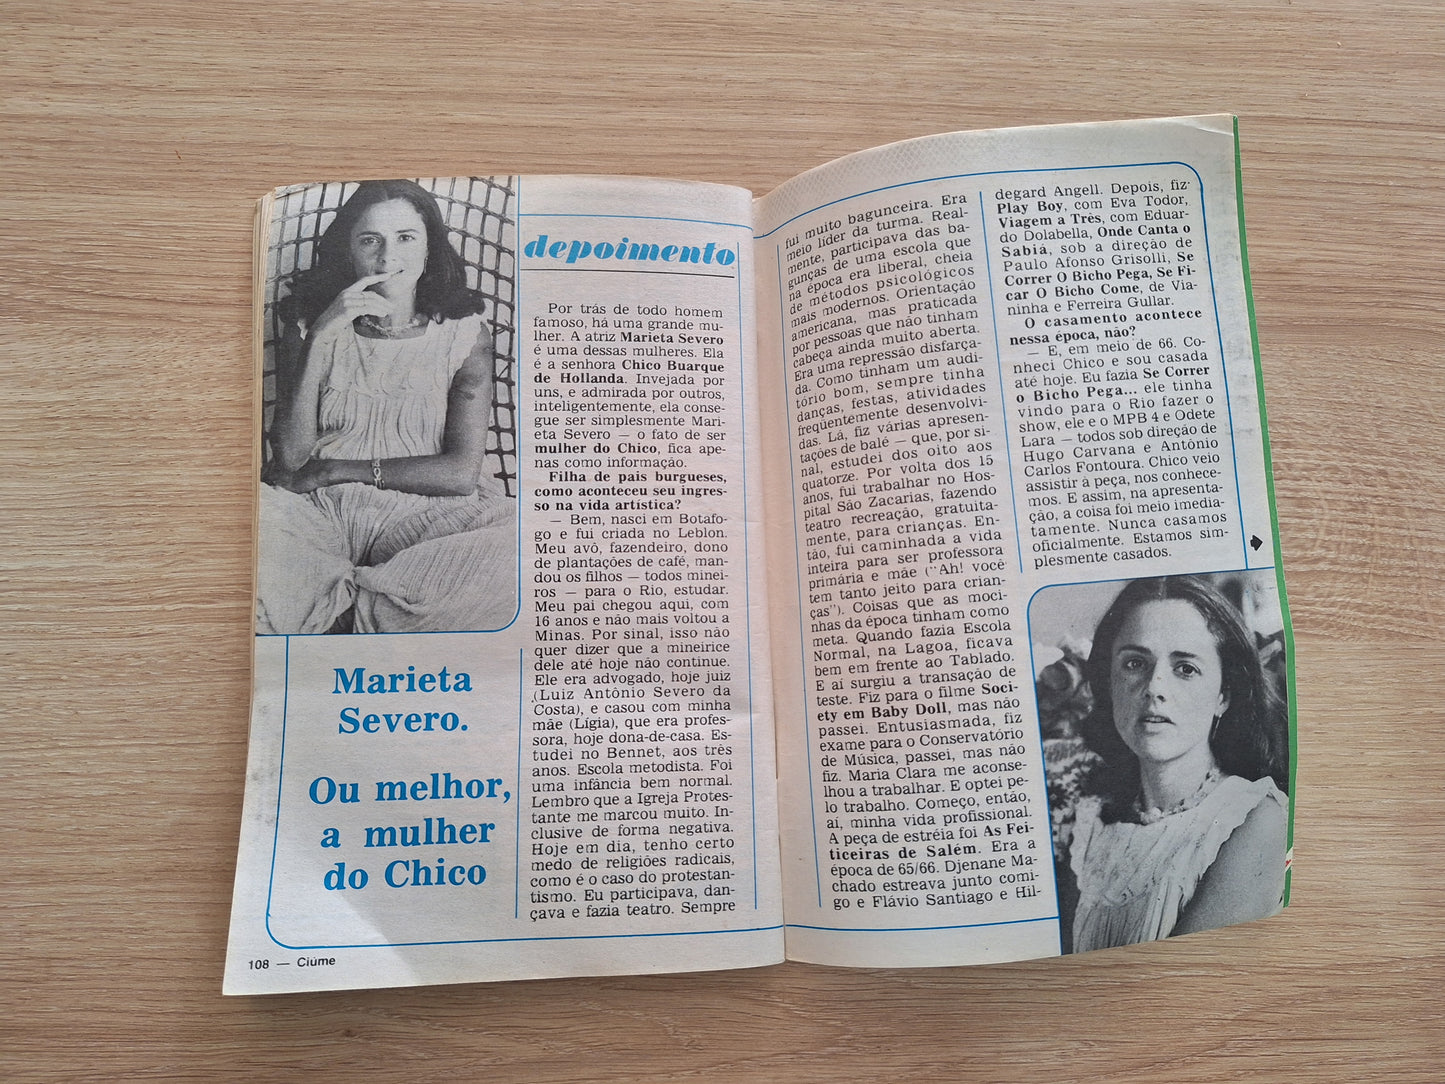 depoimento
Marieta
Severo.
Ou melhor,
a mulher
do Chico
Por trás de todo homem
famoso, há uma grande mu-
lher. A atriz Marieta Severo
é uma dessas mulheres. Ela
é a senhora Chico Buarque
de Hollanda. Invejada por
uns, e admirada por outros,
inteligentemente, ela conse-
gue ser simplesmente Mari-
eta Severo — o fato de ser
mulher do Chico, fica ape-
nas como informação.
Filha de pais burgueses,
como aconteceu seu ingres-
so na vida artística?
— Bem, nasci em Botafo-
go e fui criada no Leblon.
Meu avô, fazendeiro, dono
de plantações de café, man-
dou os filhos — todos minei-
ros — para o Rio, estudar.
Meu pai chegou aqui, com
16 anos e não mais voltou a
Minas. Por sinal, isso não
quer dizer que a mineirice
dele até hoje não continue.
Ele era advogado, hoje juiz
(Luiz Antônio Severo da
Costa), e casou com minha
mãe (Lígia), que era profes-
sora, hoje dona-de-casa. Es-
tudei no Bennet, aos três
anos. Escola metodista. Foi
uma infância bem normal.
Lembro que a Igreja Protes-
tante me marcou muito. In-
clusive de forma negativa.
Hoje em dia, tenho certo
medo de religiões radicais,
como é o caso do protestan-
tismo. Eu participava, dan-
çava e fazia teatro. Sempre
108 — Ciúme
fui muito bagunceira. Era
meio líder da turma. Real-
mente, participava das ba-
gunças de uma escola que
na época era liberal, cheia
de métodos psicológicos
mais modernos. Orientação
americana, mas praticada
por pessoas que não tinham
cabeça ainda muito aberta.
Era uma repressão disfarça-
da. Como tinham um audi-
tório bom, sempre tinha
danças, festas, atividades
freqüentemente desenvolvi-
das. Lá, fiz várias apresen-
tações de balé — que, por si-
nal, estudei dos oito aos
quatorze. Por volta dos 15
anos, fui trabalhar no Hos-
pital São Zacarias, fazendo
teatro recreação, gratuita-
mente, para crianças. En-
tão, fui caminhada a vida
inteira para ser professora
primária e mãe ("Ah! você
tem tanto jeito para crian-
ças"). Coisas que as moci-
nhas da época tinham como
meta. Quando fazia Escola
Normal, na Lagoa, ficava
bem em frente ao Tablado.
E aí surgiu a transação de
teste. Fiz para o filme Soci-
ety em Baby Doll, mas não
passei. Entusiasmada, fiz
exame para o Conservatório
de Música, passei, mas não
fiz. Maria Clara me aconse-
lhou a trabalhar. E optei pe-
lo trabalho. Começo, então,
aí, minha vida profissional.
A peça de estréia foi As Fei-
ticeiras de Salém. Era a
época de 65/66. Djenane Ma-
chado estreava junto comi-
go e Flávio Santiago e Hil-
degard Angell. Depois, fiz
Play Boy, com Eva Todor,
Viagem a Três, com Eduar-
do Dolabella, Onde Canta o
Sabiá, sob a direção de
Paulo Afonso Grisolli, Se
Correr O Bicho Pega, Se Fi-
car O Bicho Come, de Via-
ninha e Ferreira Gullar.
O casamento acontece
nessa época, não?
— E, em meio de 66. Co-
nheci Chico e sou casada
até hoje. Eu fazia Se Correr
o Bicho Pega... ele tinha
vindo para o Rio fazer o
show, ele e o MPB 4 e Odete
Lara — todos sob direção de
Hugo Carvana e Antônio
Carlos Fontoura. Chico veio
assistir à peça, nos conhece-
mos. E assim, na apresenta-
ção, a coisa foi meio imedia-
tamente. Nunca casamos
oficialmente. Estamos sim-
plesmente casados.